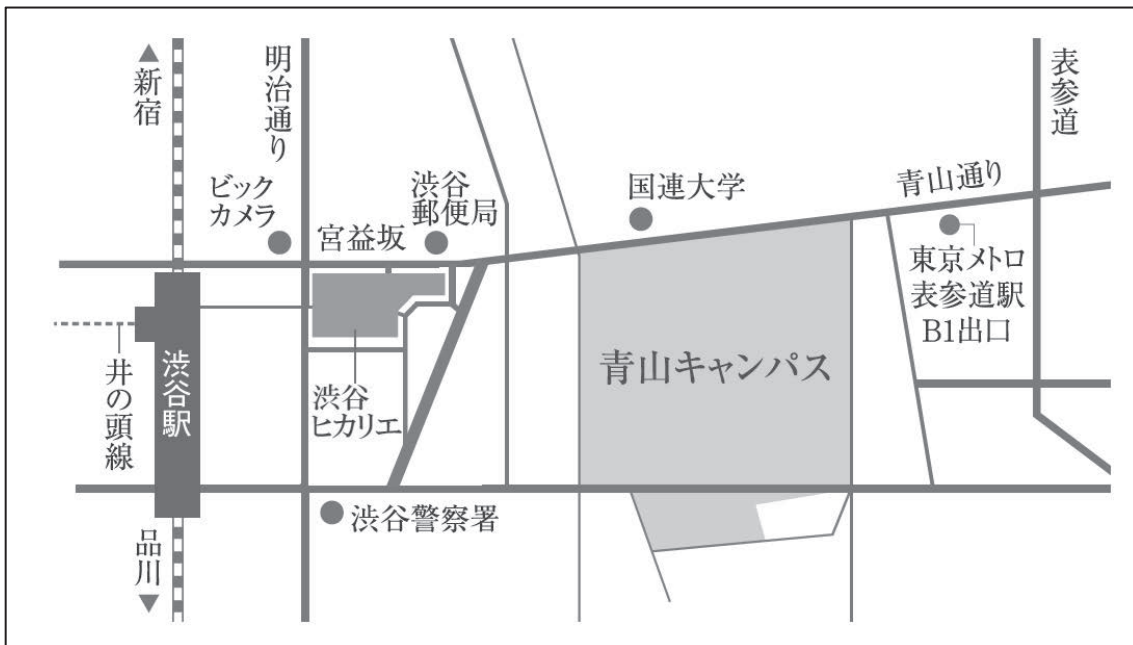 ▲新宿
明治通り
表参道
ビック
カメラ
渋谷
郵便局
宮益坂
国連大学
青山通り
東京メトロ
表参道駅
B1出口
青山キャンパス
渋谷駅
井の頭線
渋谷
ヒカリエ
渋谷警察署
品川▼